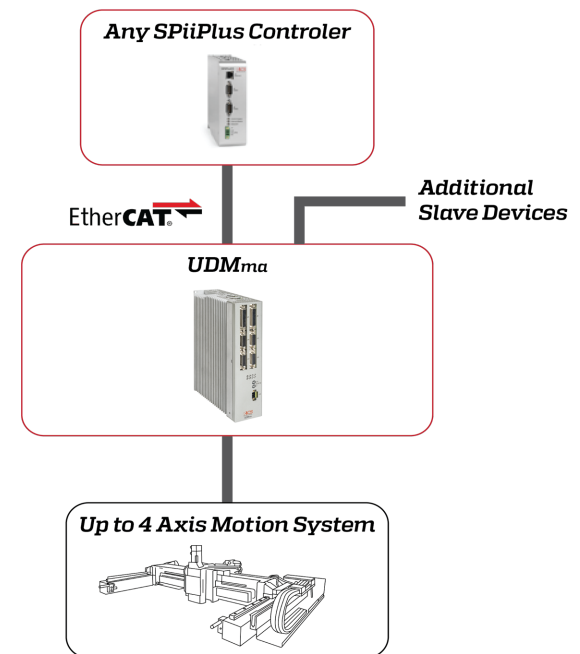 Any SPiiPlus Controler
EtherCAT®
Additional
Slave Devices
UDMma
Up to 4 Axis Motion System